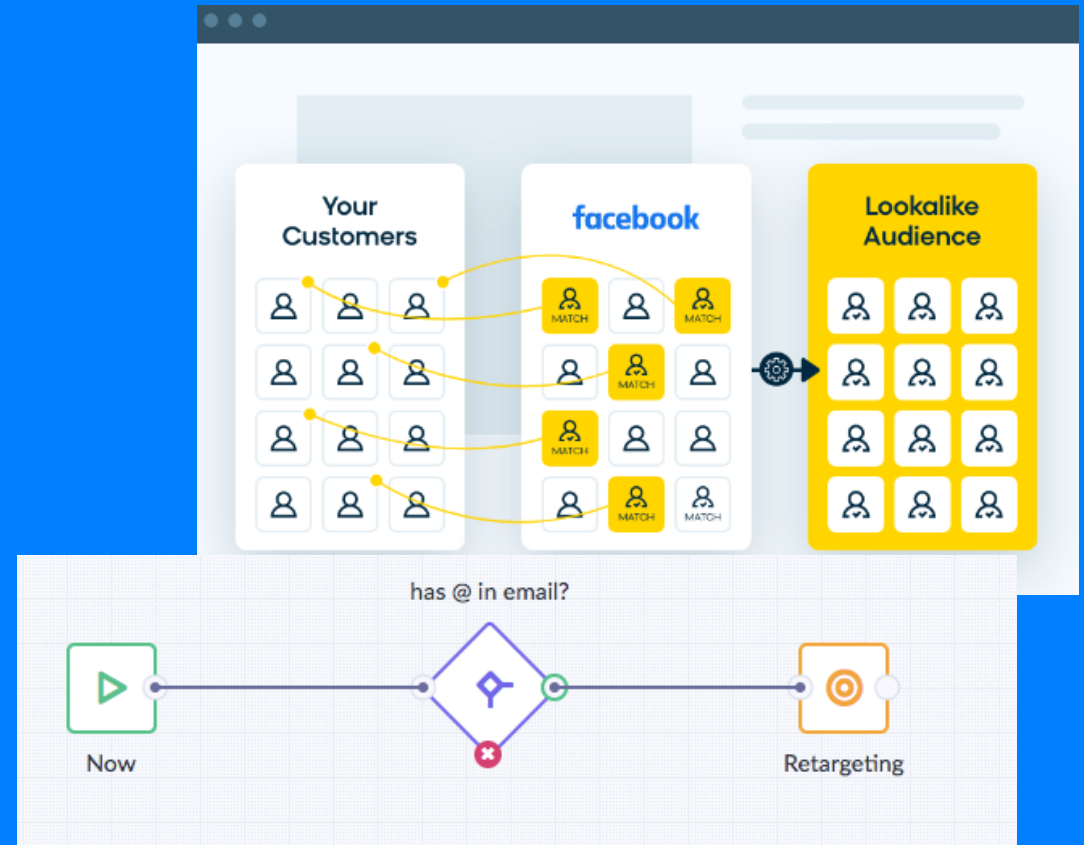 Your
Customers
facebook
Lookalike
Audience
MATCH
MATCH
MATCH
MATCH
MATCH
MATCH
has @ in email?
Now
Retargeting